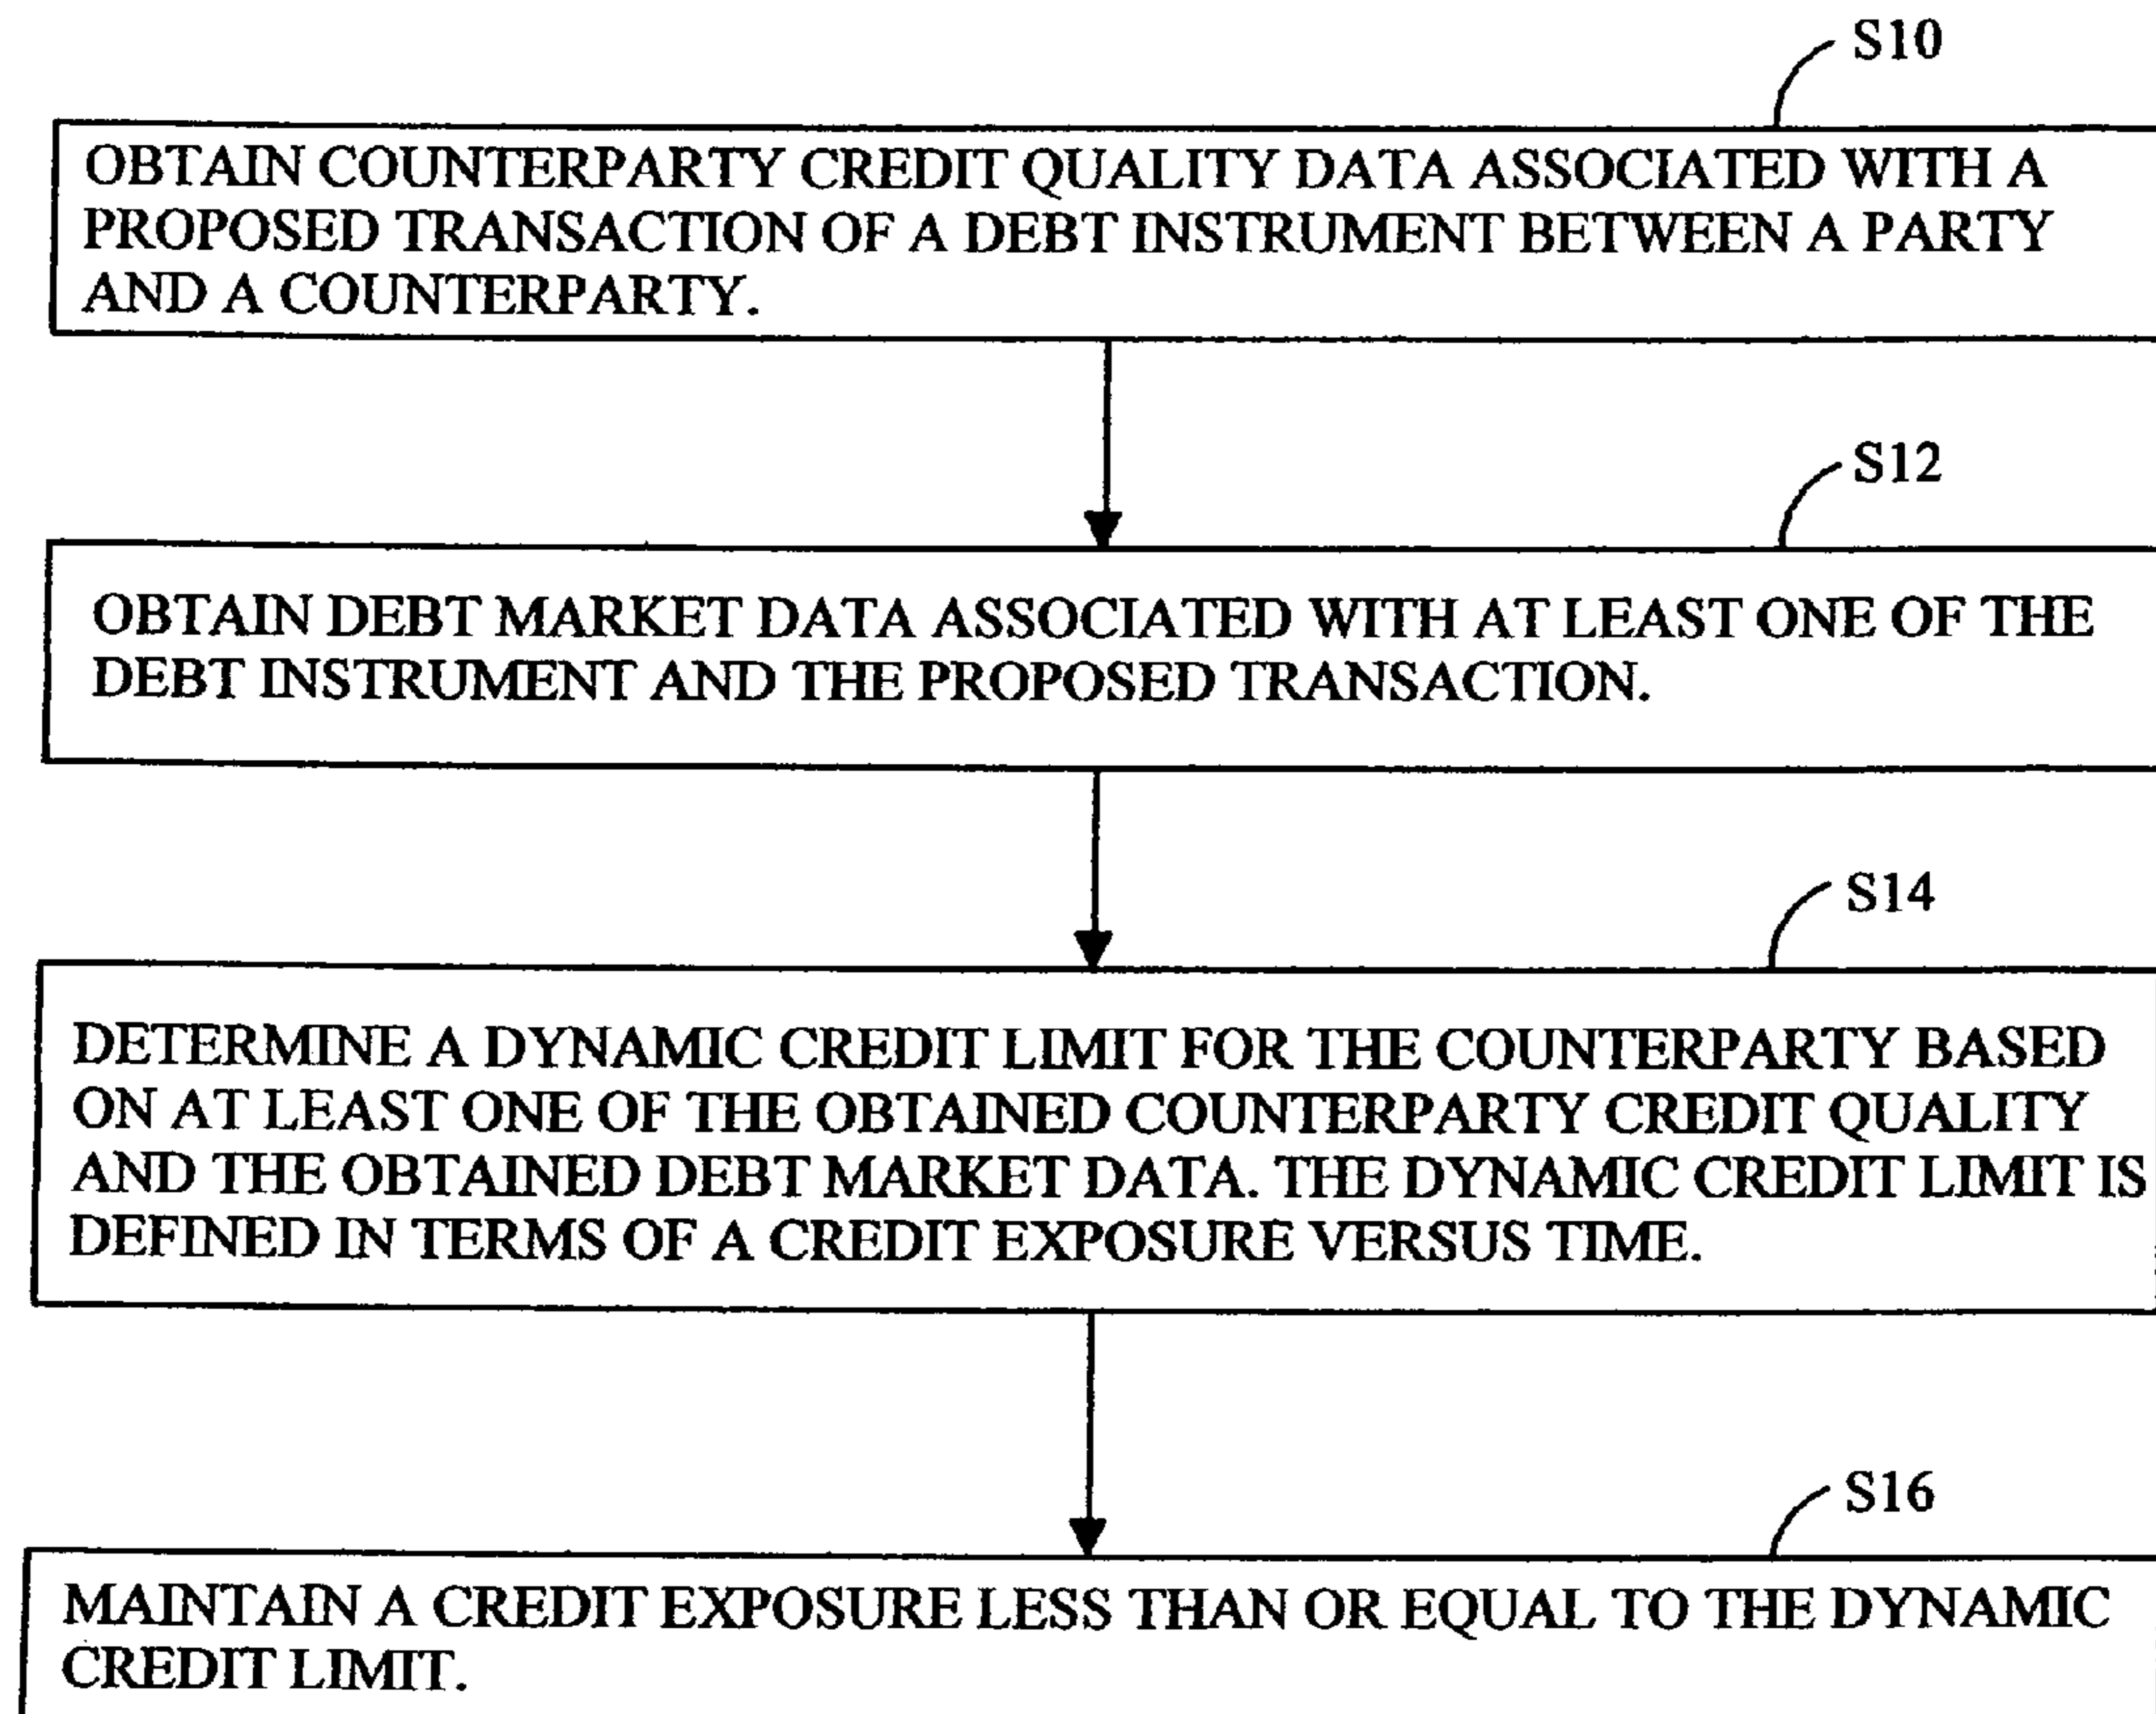 S10
OBTAIN COUNTERPARTY CREDIT QUALITY DATA ASSOCIATED WITH A
PROPOSED TRANSACTION OF A DEBT INSTRUMENT BETWEEN A PARTY
AND A COUNTERPARTY.
S12
OBTAIN DEBT MARKET DATA ASSOCIATED WITH AT LEAST ONE OF THE
DEBT INSTRUMENT AND THE PROPOSED TRANSACTION.
S14
DETERMINE A DYNAMIC CREDIT LIMIT FOR THE COUNTERPARTY BASED
ON AT LEAST ONE OF THE OBTAINED COUNTERPARTY CREDIT QUALITY
AND THE OBTAINED DEBT MARKET DATA. THE DYNAMIC CREDIT LIMIT IS
DEFINED IN TERMS OF A CREDIT EXPOSURE VERSUS TIME.
S16
MAINTAIN A CREDIT EXPOSURE LESS THAN OR EQUAL TO THE DYNAMIC
CREDIT LIMIT.